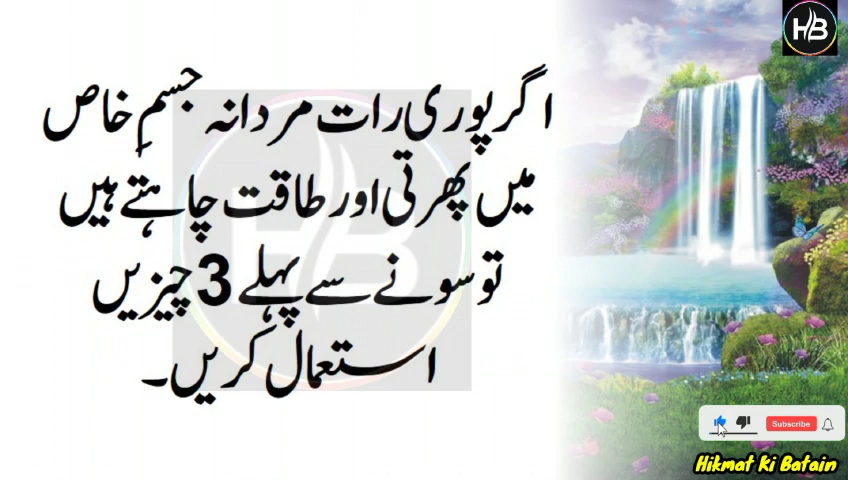 اگر پوری رات مردانہ جسمِ خاص
میں پھرتی اور طاقت چاہتے ہیں
تو سونے سے پہلے 3 چیزیں
استعمال کریں۔
HB
HB
Subscribe
Hikmat Ki Batain